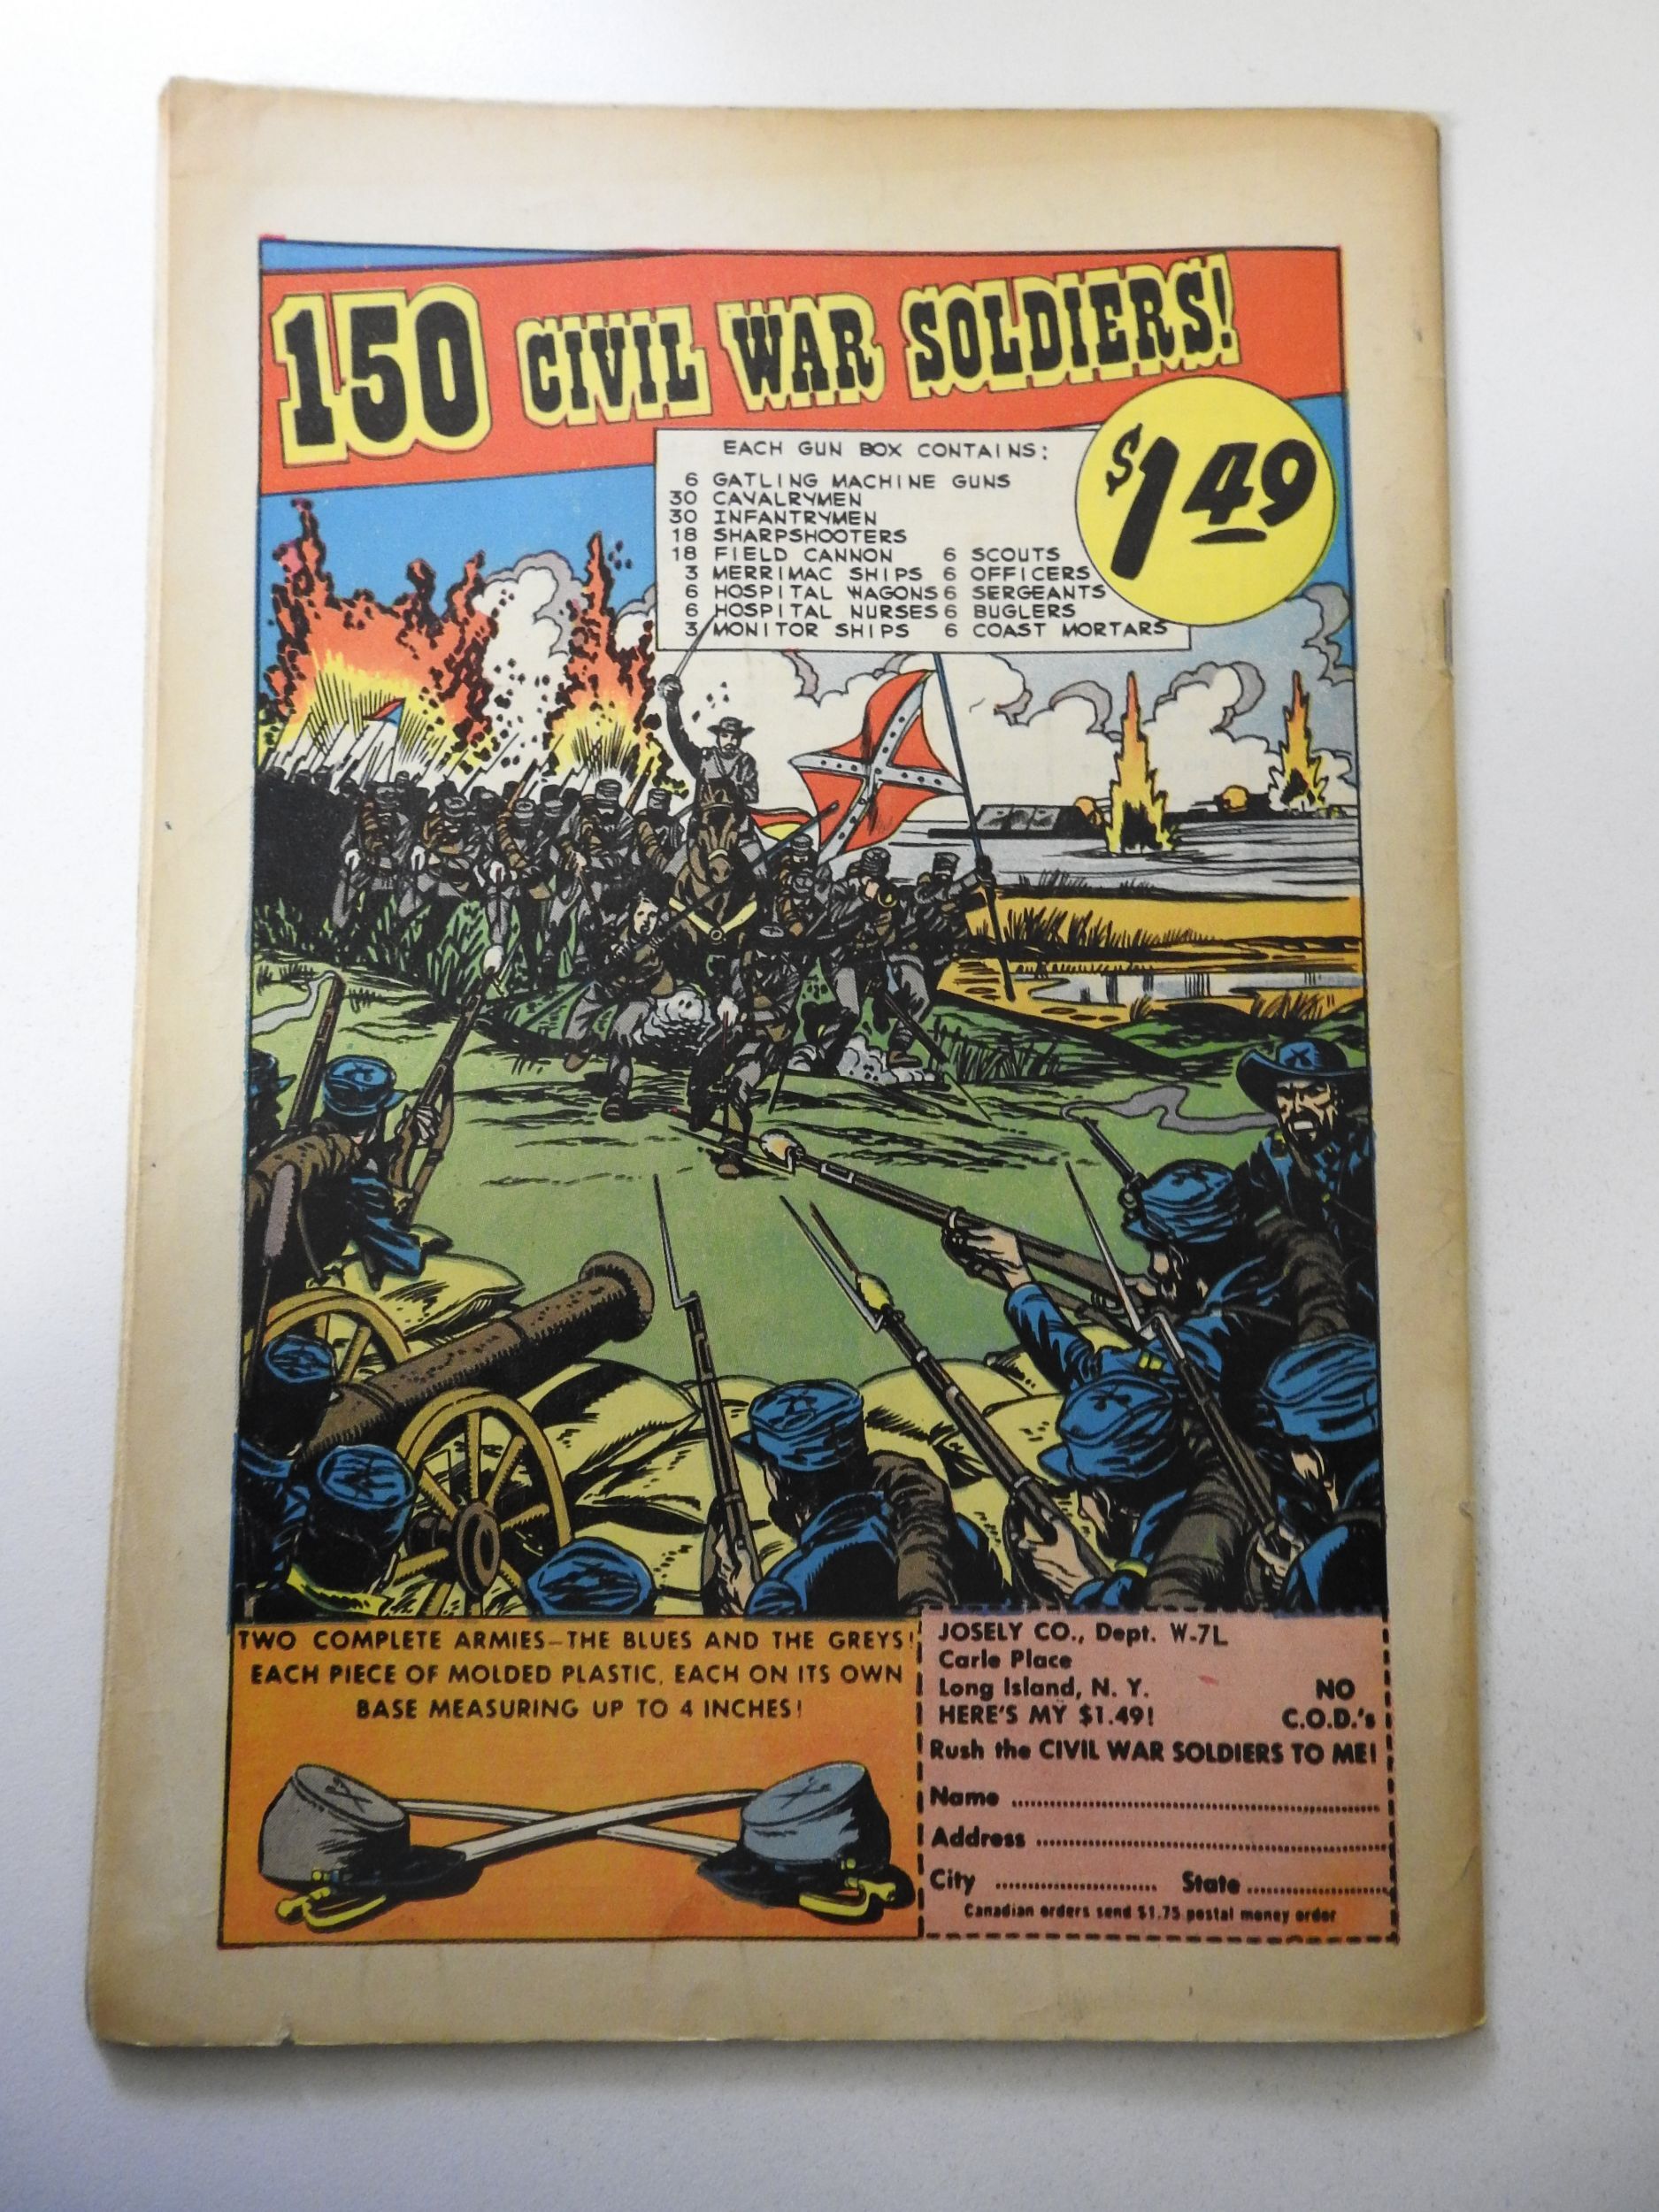 150 CIVIL WAR SOLDIERS!
$1.49
EACH GUN BOX CONTAINS:
6 GATLING MACHINE GUNS
30 CAVALRYMEN
30 INFANTRYMEN
18 SHARPSHOOTERS
18 FIELD CANNON 6 SCOUTS
3 MERRIMAC SHIPS 6 OFFICERS
6 HOSPITAL WAGONS 6 SERGEANTS
6 HOSPITAL NURSES 6 BUGLERS
3 MONITOR SHIPS 6 COAST MORTARS
TWO COMPLETE ARMIES—THE BLUES AND THE GREYS!
EACH PIECE OF MOLDED PLASTIC, EACH ON ITS OWN
BASE MEASURING UP TO 4 INCHES!
JOSELY CO., Dept. W-7L
Carle Place
Long Island, N. Y. NO
HERE'S MY $1.49! C.O.D.'s
Rush the CIVIL WAR SOLDIERS TO ME!
Name
Address
City State
Canadian orders send $1.75 postal money order